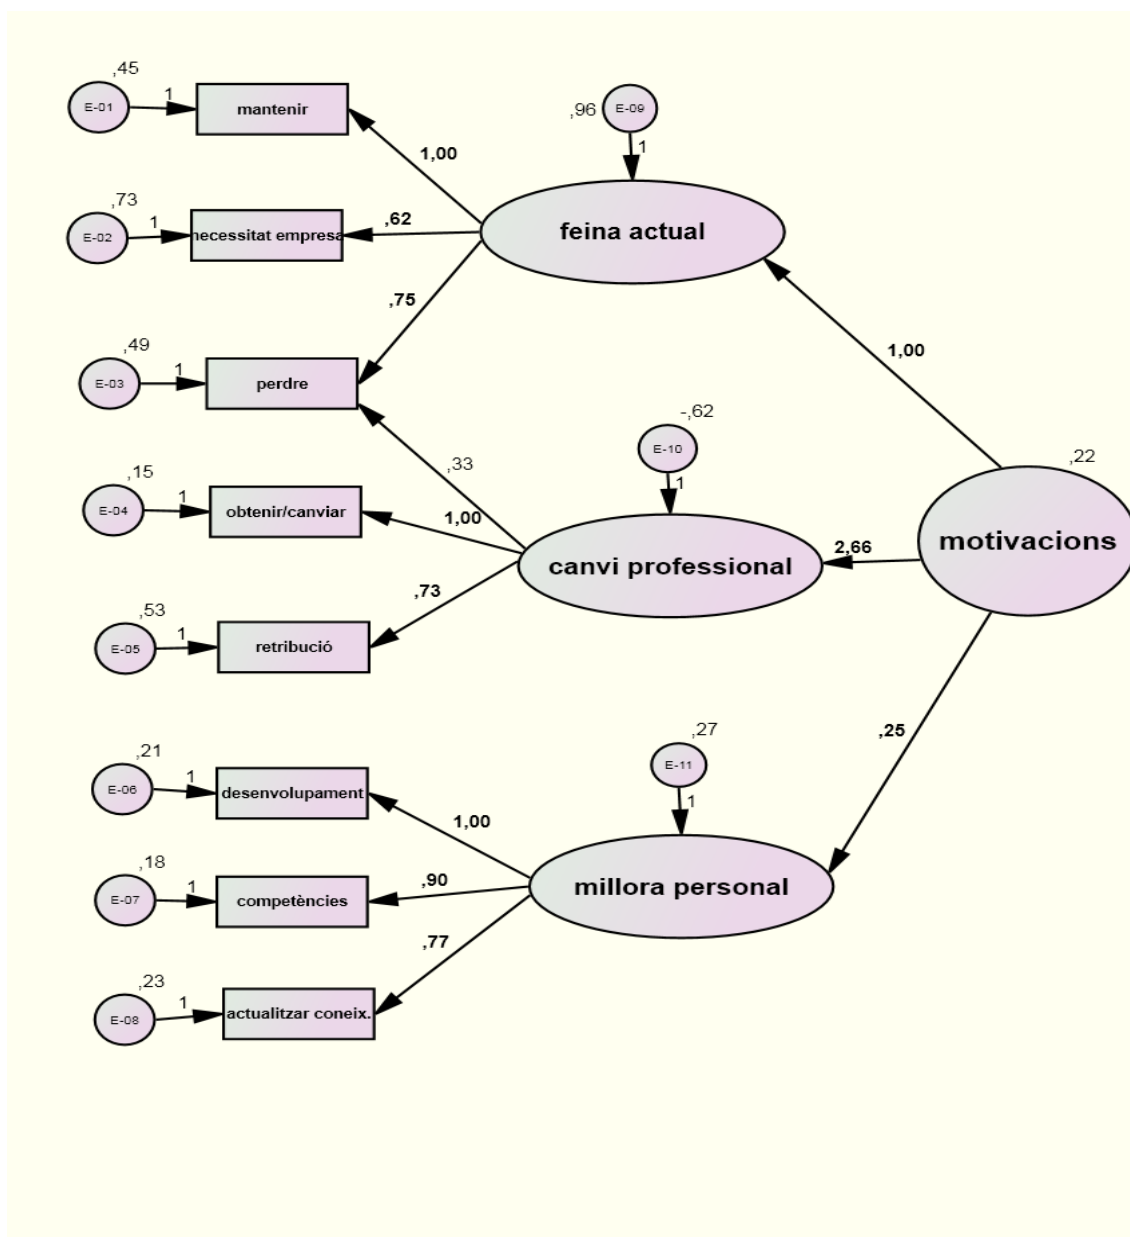 ,45
E-01
1
mantenir
,96
E-09
1
1,00
,73
E-02
1
necessitat empresa
,62
feina actual
,75
,49
E-03
1
perdre
1,00
-,62
E-10
1
,33
,15
E-04
1
obtenir/canviar
1,00
,22
motivacions
2,66
canvi professional
,73
,53
E-05
1
retribució
,25
,27
E-11
1
,21
E-06
1
desenvolupament
1,00
,18
E-07
1
competències
,90
millora personal
,77
,23
E-08
1
actualitzar coneix.